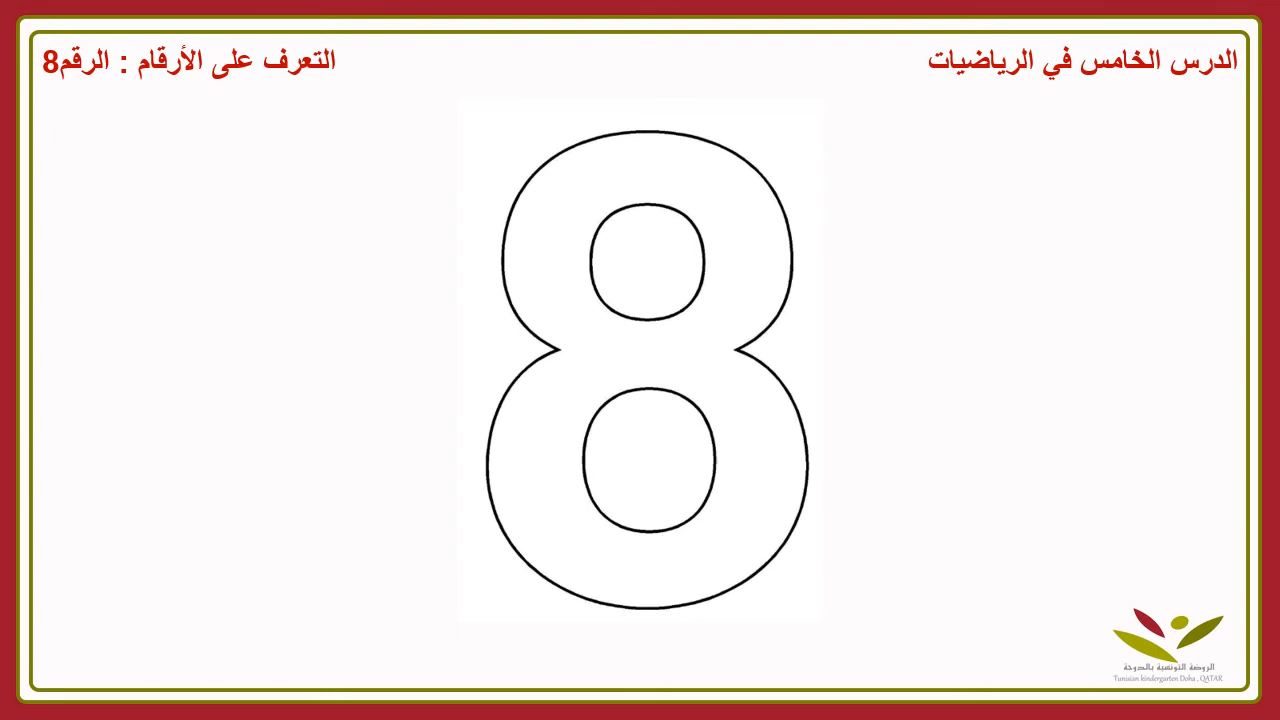 الدرس الخامس في الرياضيات
التعرف على الأرقام : الرقم8
8
الروضة التونسية بالدوحة
Tunisian kindergarten Doha , QATAR